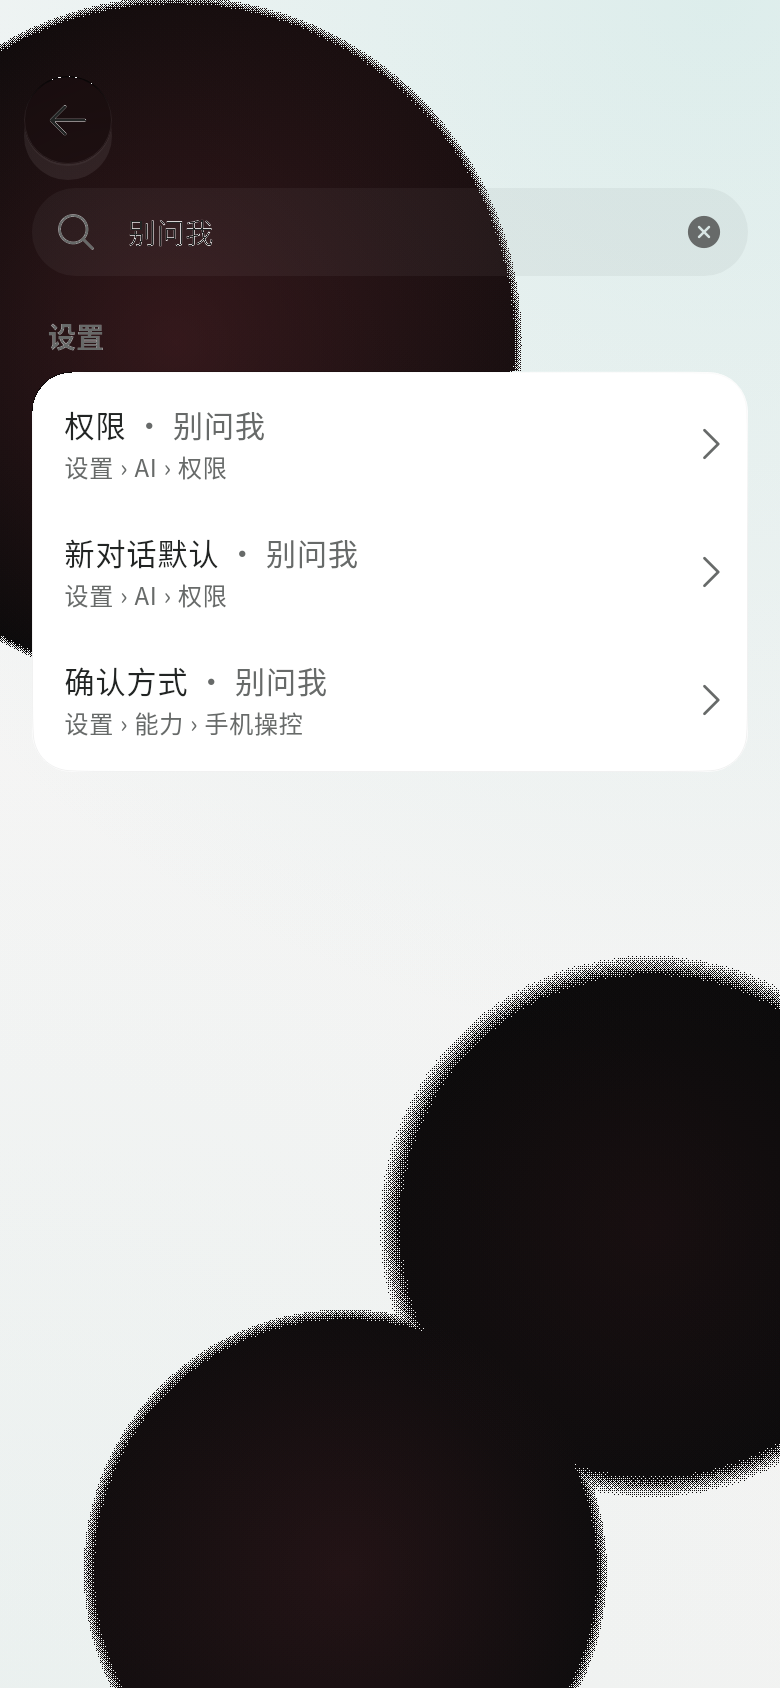 别问我
设置
权限 • 别问我
设置 › AI › 权限
新对话默认 • 别问我
设置 › AI › 权限
确认方式 • 别问我
设置 › 能力 › 手机操控